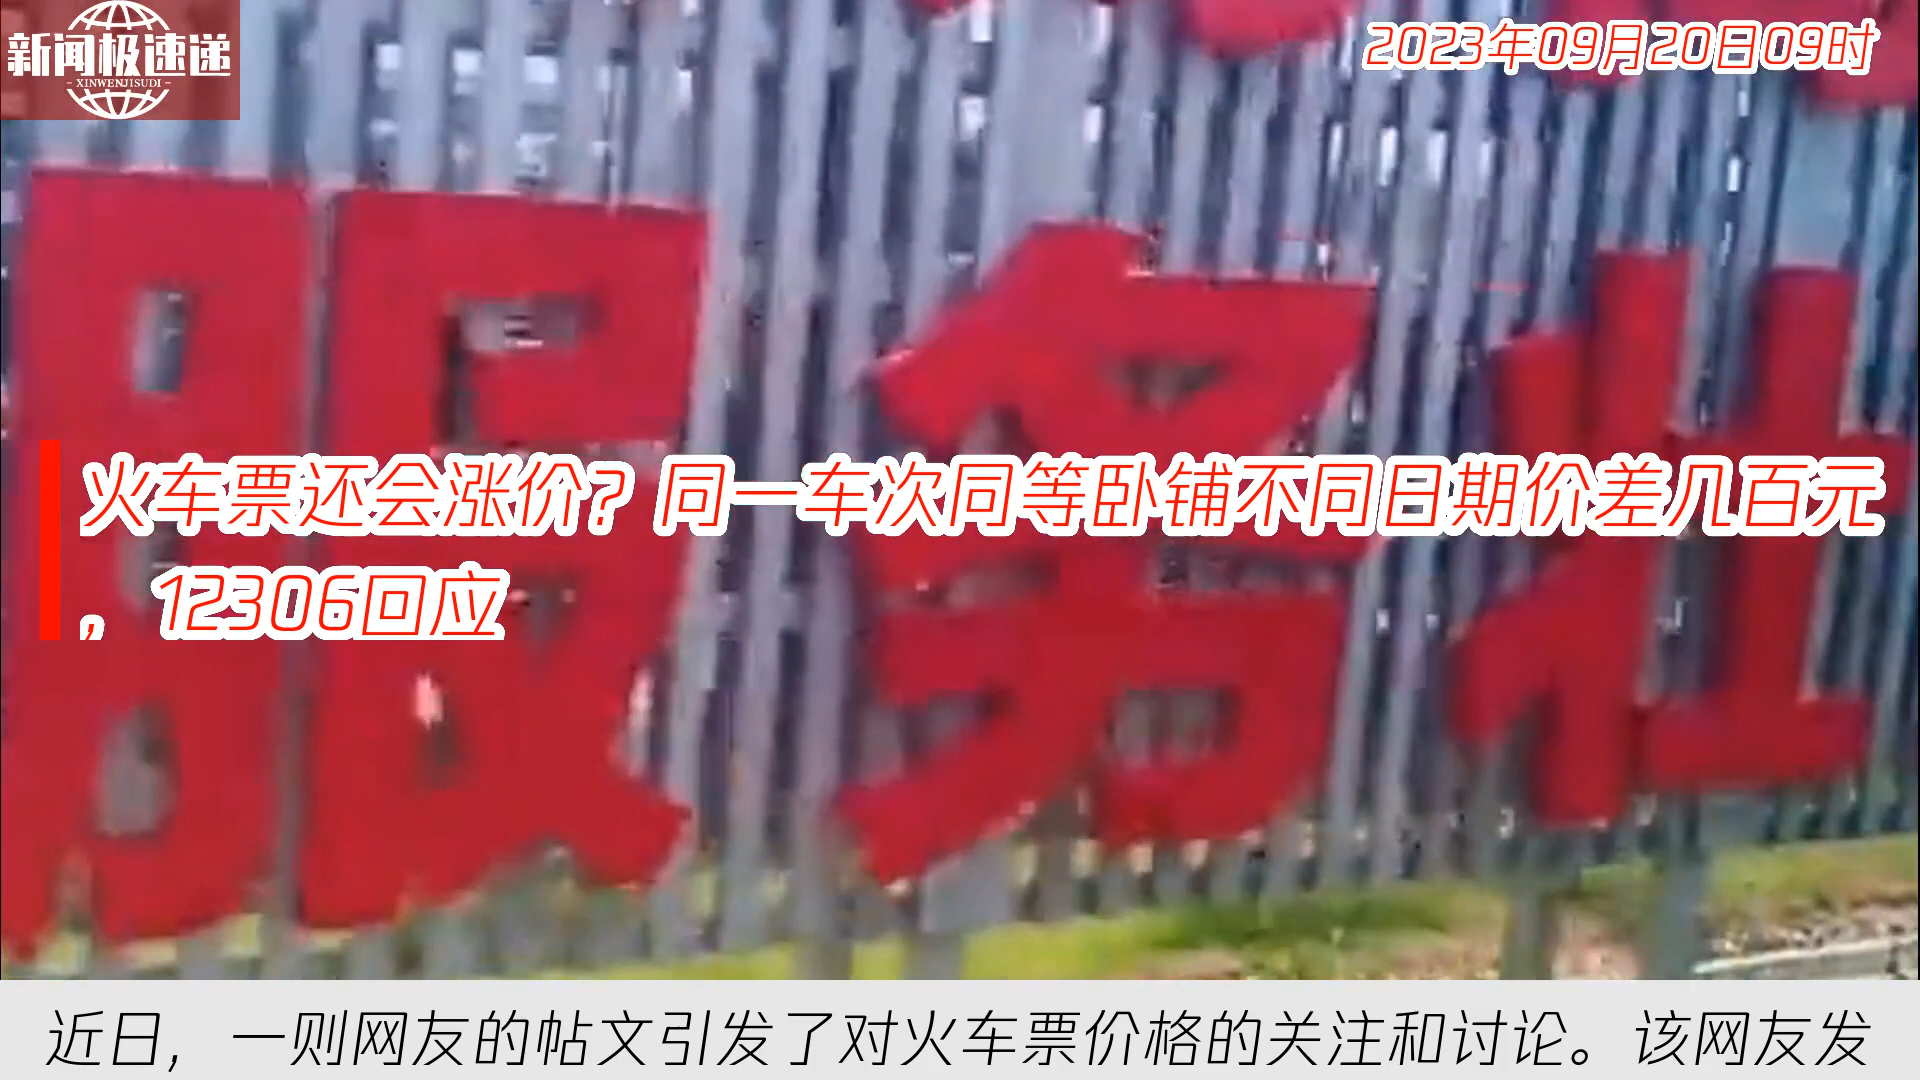 新闻极速递
-XINWENJISUDI-
2023年09月20日09时
服务社
火车票还会涨价？同一车次同等卧铺不同日期价差几百元
，12306回应
近日，一则网友的帖文引发了对火车票价格的关注和讨论。该网友发